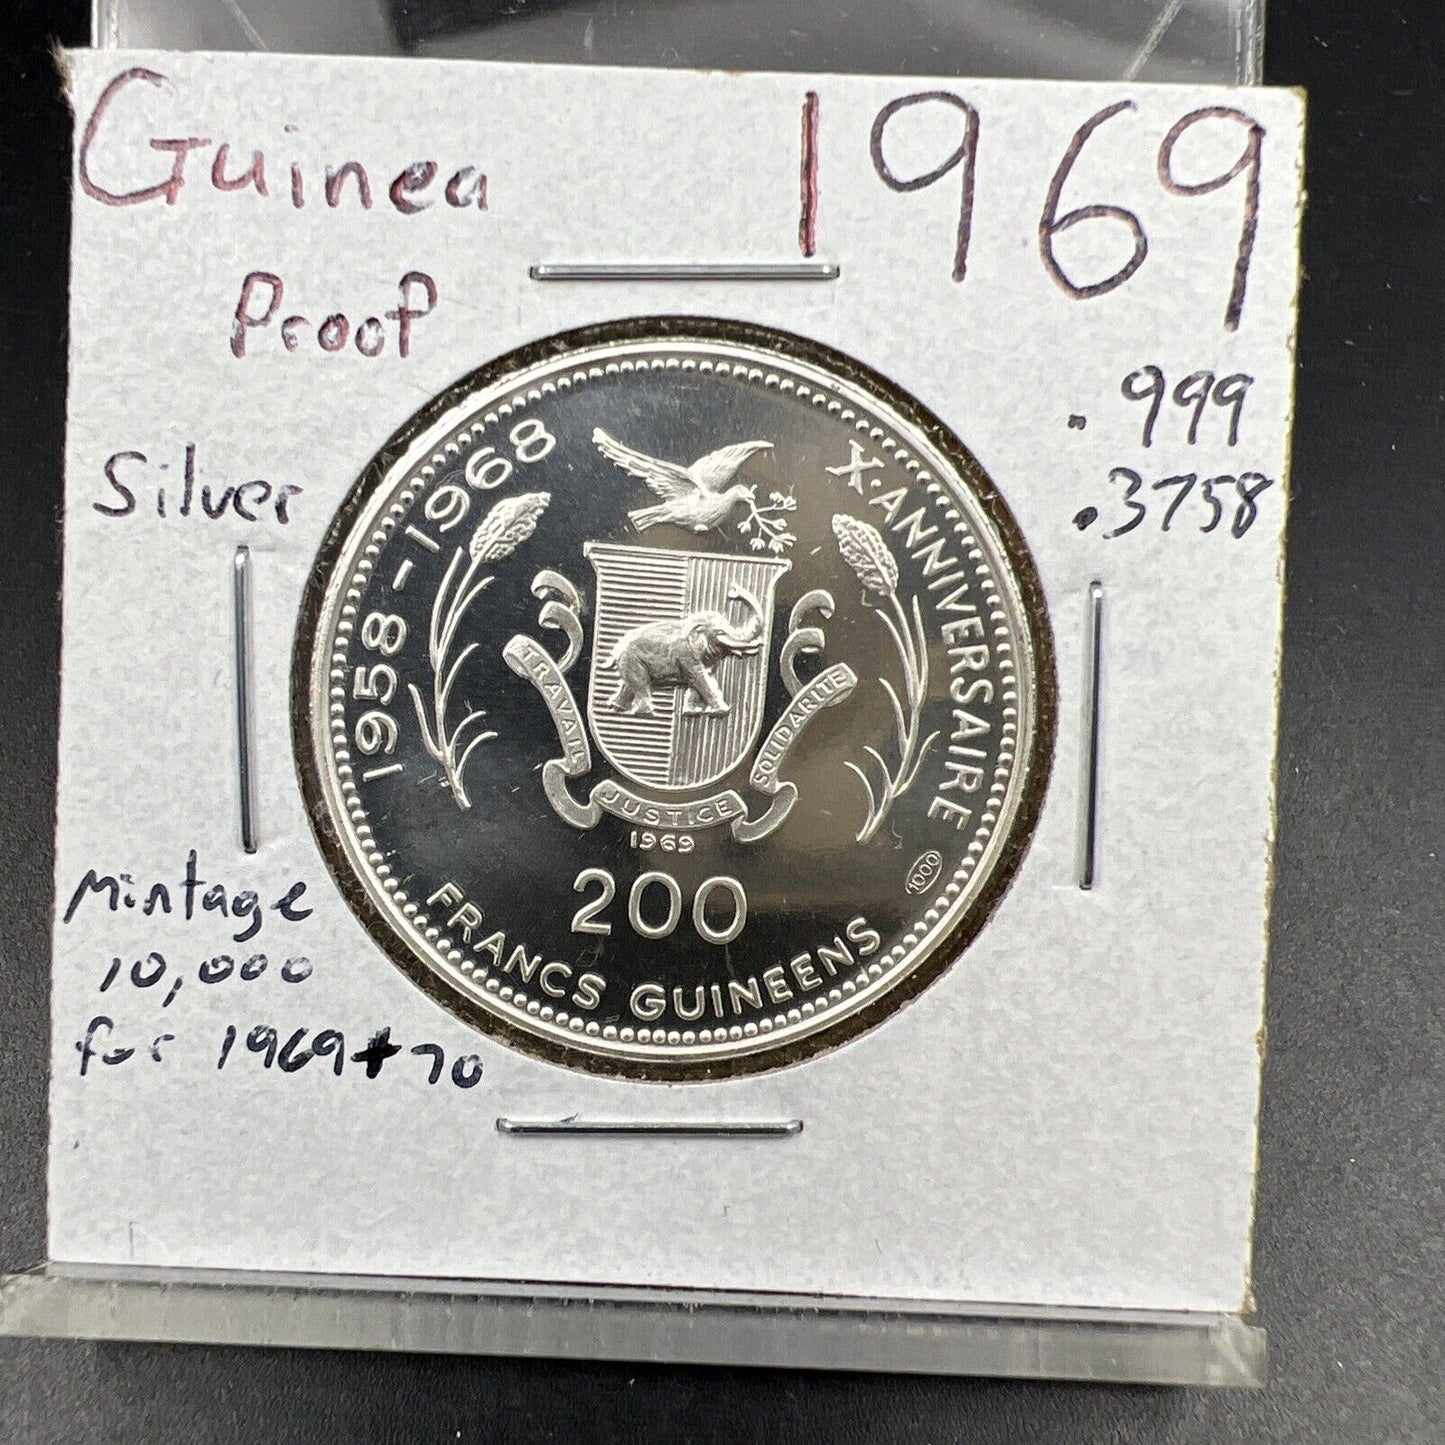 Guinea 1969
Proof
.999
Silver
.3758
Mintage
10,000
for 1969+70
1958-1968
X·ANNIVERSAIRE
TRAVAIL
JUSTICE
SOLIDARITE
1969
200
FRANCS GUINEENS
1000